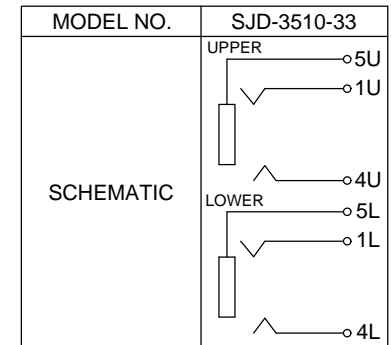 MODEL NO. SJD-3510-33
SCHEMATIC
UPPER
5U
1U
4U
LOWER
5L
1L
4L